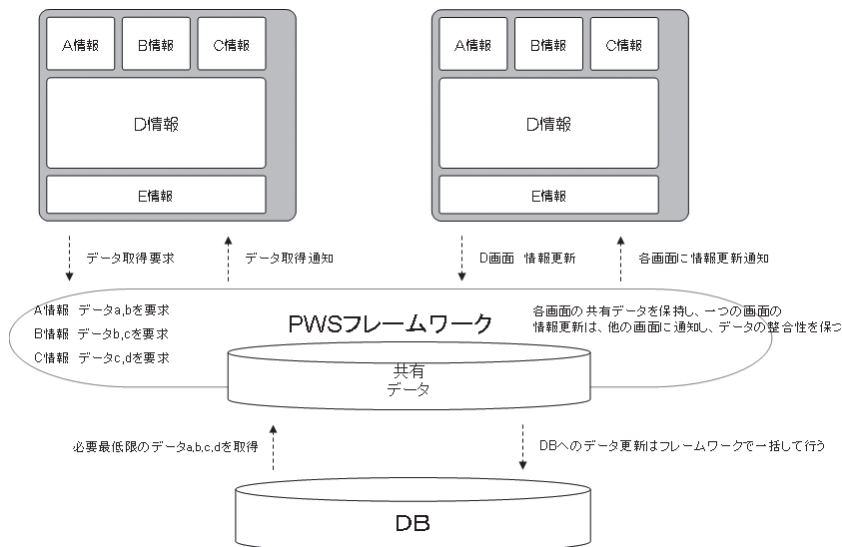 A情報
B情報
C情報
D情報
E情報
A情報
B情報
C情報
D情報
E情報
データ取得要求
データ取得通知
D画面 情報更新
各画面に情報更新通知
A情報 データa,bを要求
B情報 データb,cを要求
C情報 データc,dを要求
PWSフレームワーク
各画面の共有データを保持し、一つの画面の
情報更新は、他の画面に通知し、データの整合性を保つ
共有
データ
必要最低限のデータa,b,c,dを取得
DBへのデータ更新はフレームワークで一括して行う
DB